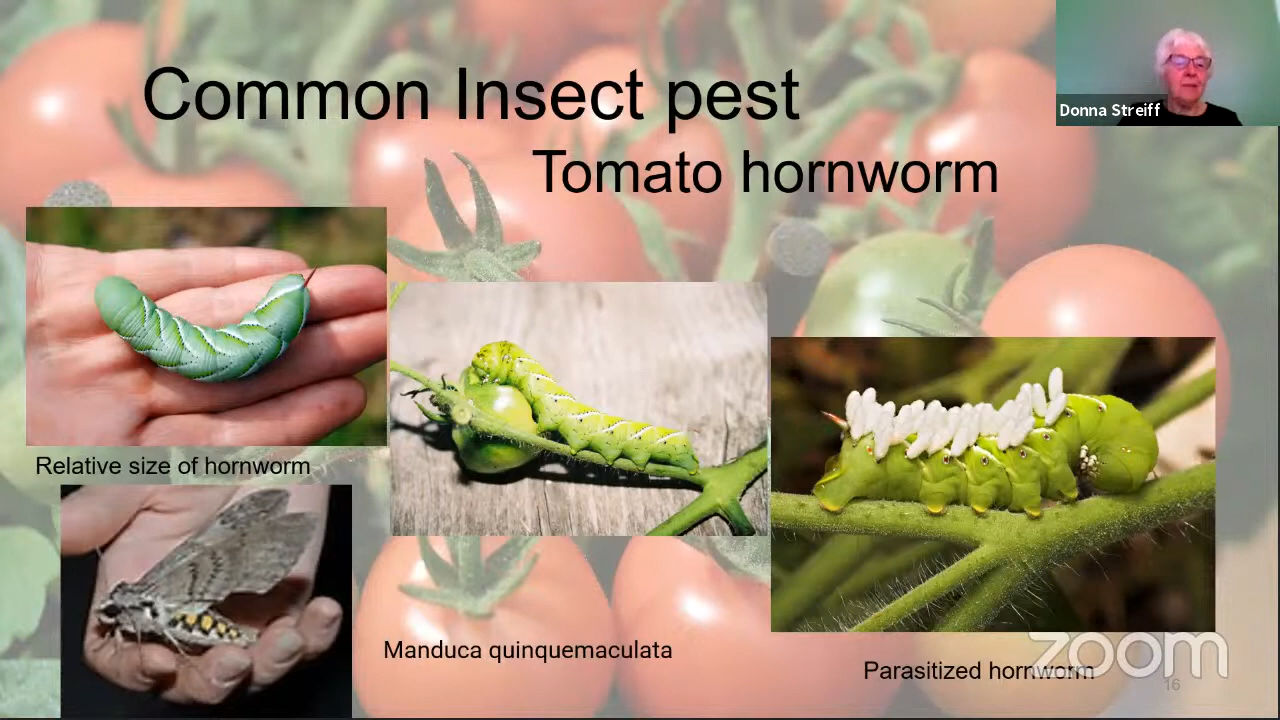 Common Insect pest
Donna Streiff
Tomato hornworm
Relative size of hornworm
Manduca quinquemaculata
Parasitized hornworm
zoom
16